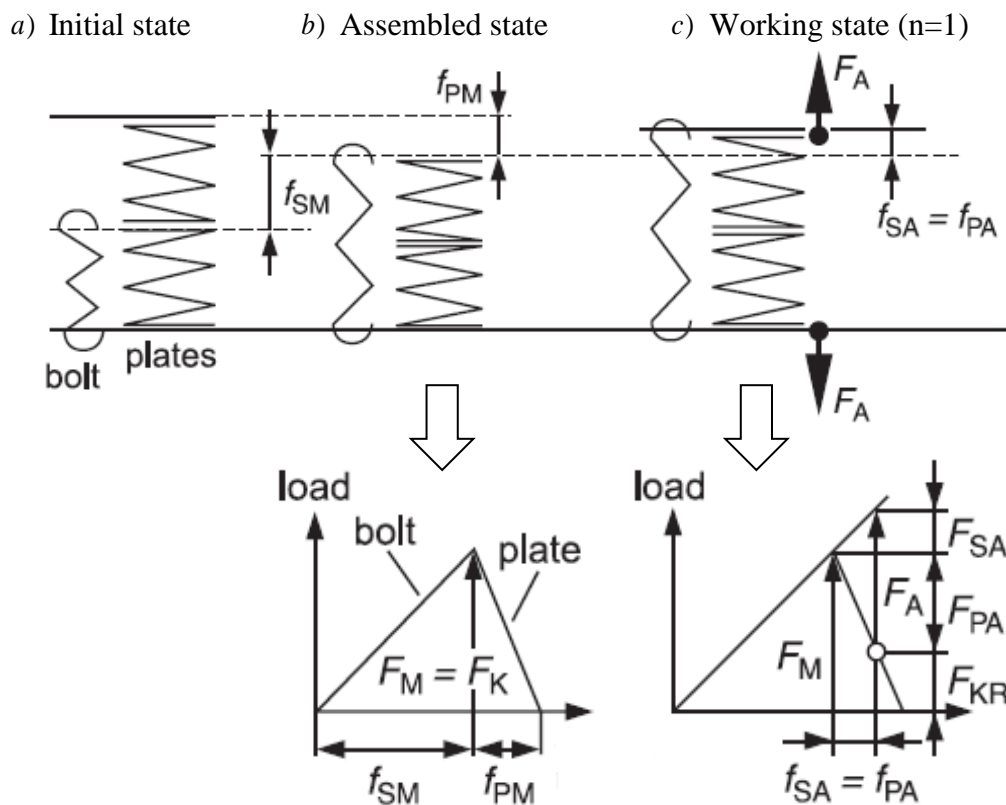 a) Initial state
b) Assembled state
c) Working state (n=1)
f_PM
F_A
f_SM
f_SA = f_PA
bolt
plates
F_A
load
bolt
plate
F_M = F_K
f_SM
f_PM
load
F_SA
F_A
F_PA
F_M
F_KR
f_SA = f_PA